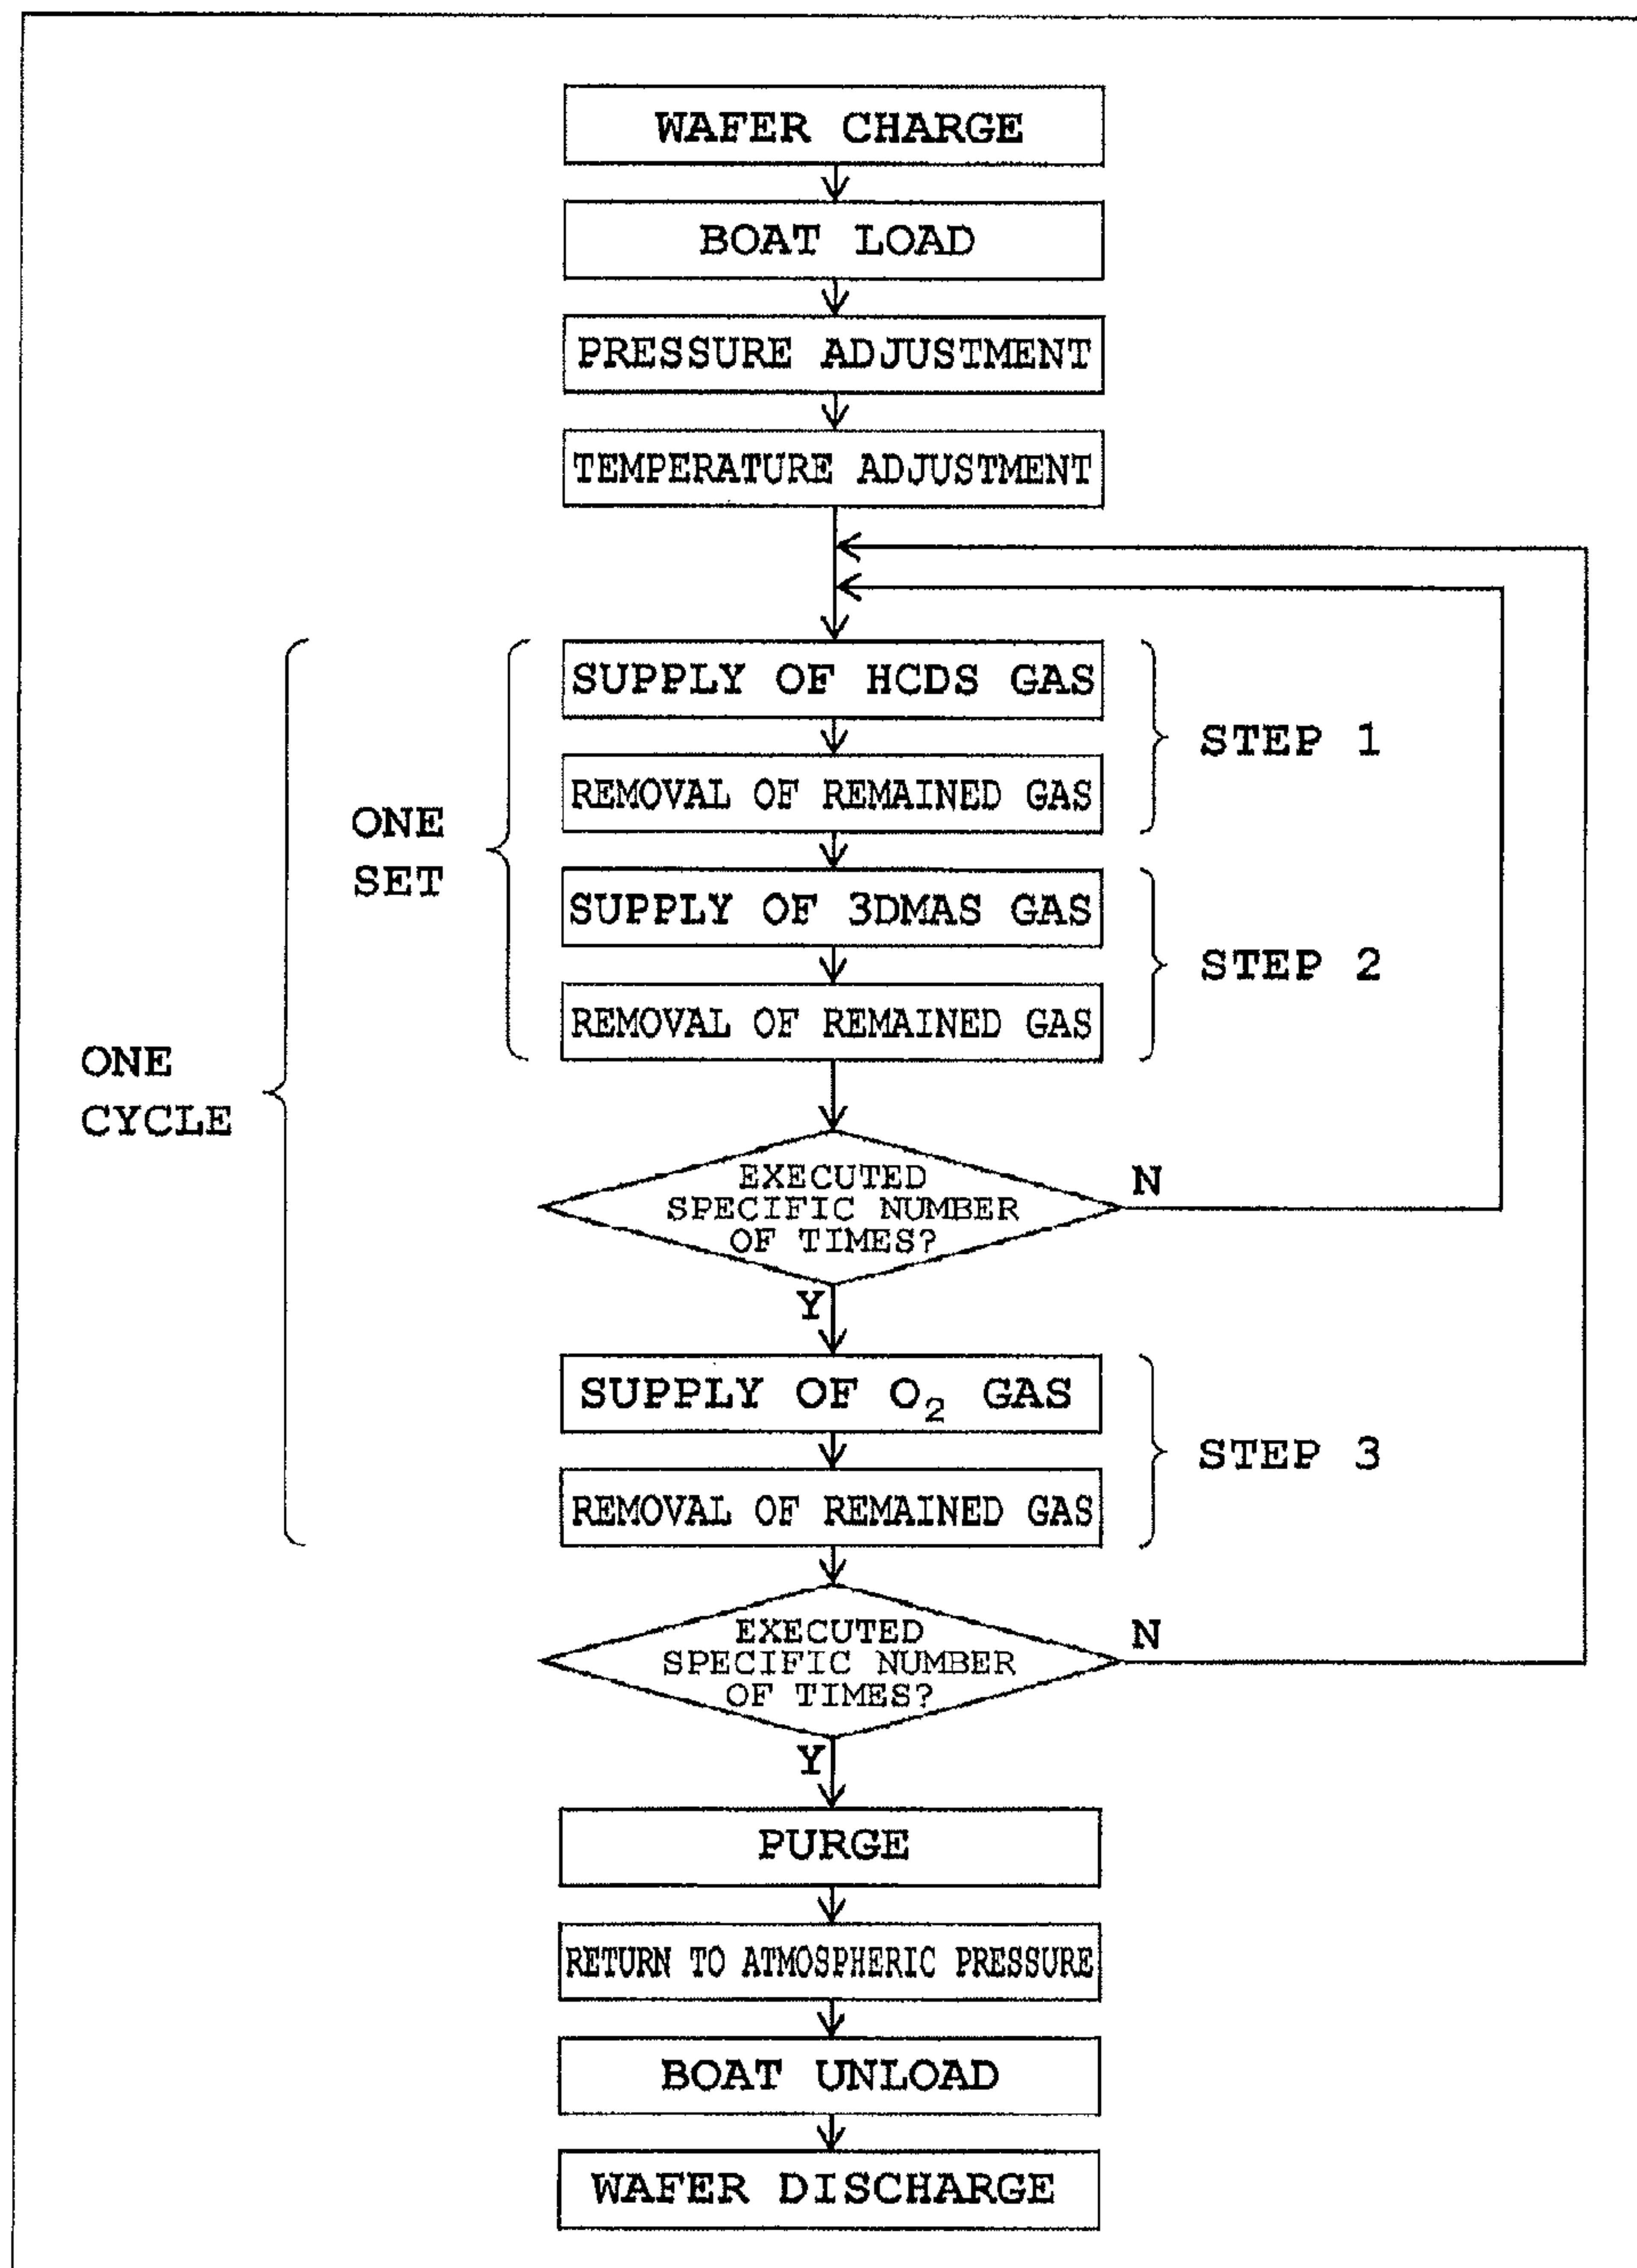 WAFER CHARGE
BOAT LOAD
PRESSURE ADJUSTMENT
TEMPERATURE ADJUSTMENT
SUPPLY OF HCDS GAS
STEP 1
REMOVAL OF REMAINED GAS
ONE
SET
SUPPLY OF 3DMAS GAS
STEP 2
REMOVAL OF REMAINED GAS
ONE
CYCLE
EXECUTED
SPECIFIC NUMBER
OF TIMES?
N
Y
SUPPLY OF O₂ GAS
STEP 3
REMOVAL OF REMAINED GAS
EXECUTED
SPECIFIC NUMBER
OF TIMES?
N
Y
PURGE
RETURN TO ATMOSPHERIC PRESSURE
BOAT UNLOAD
WAFER DISCHARGE